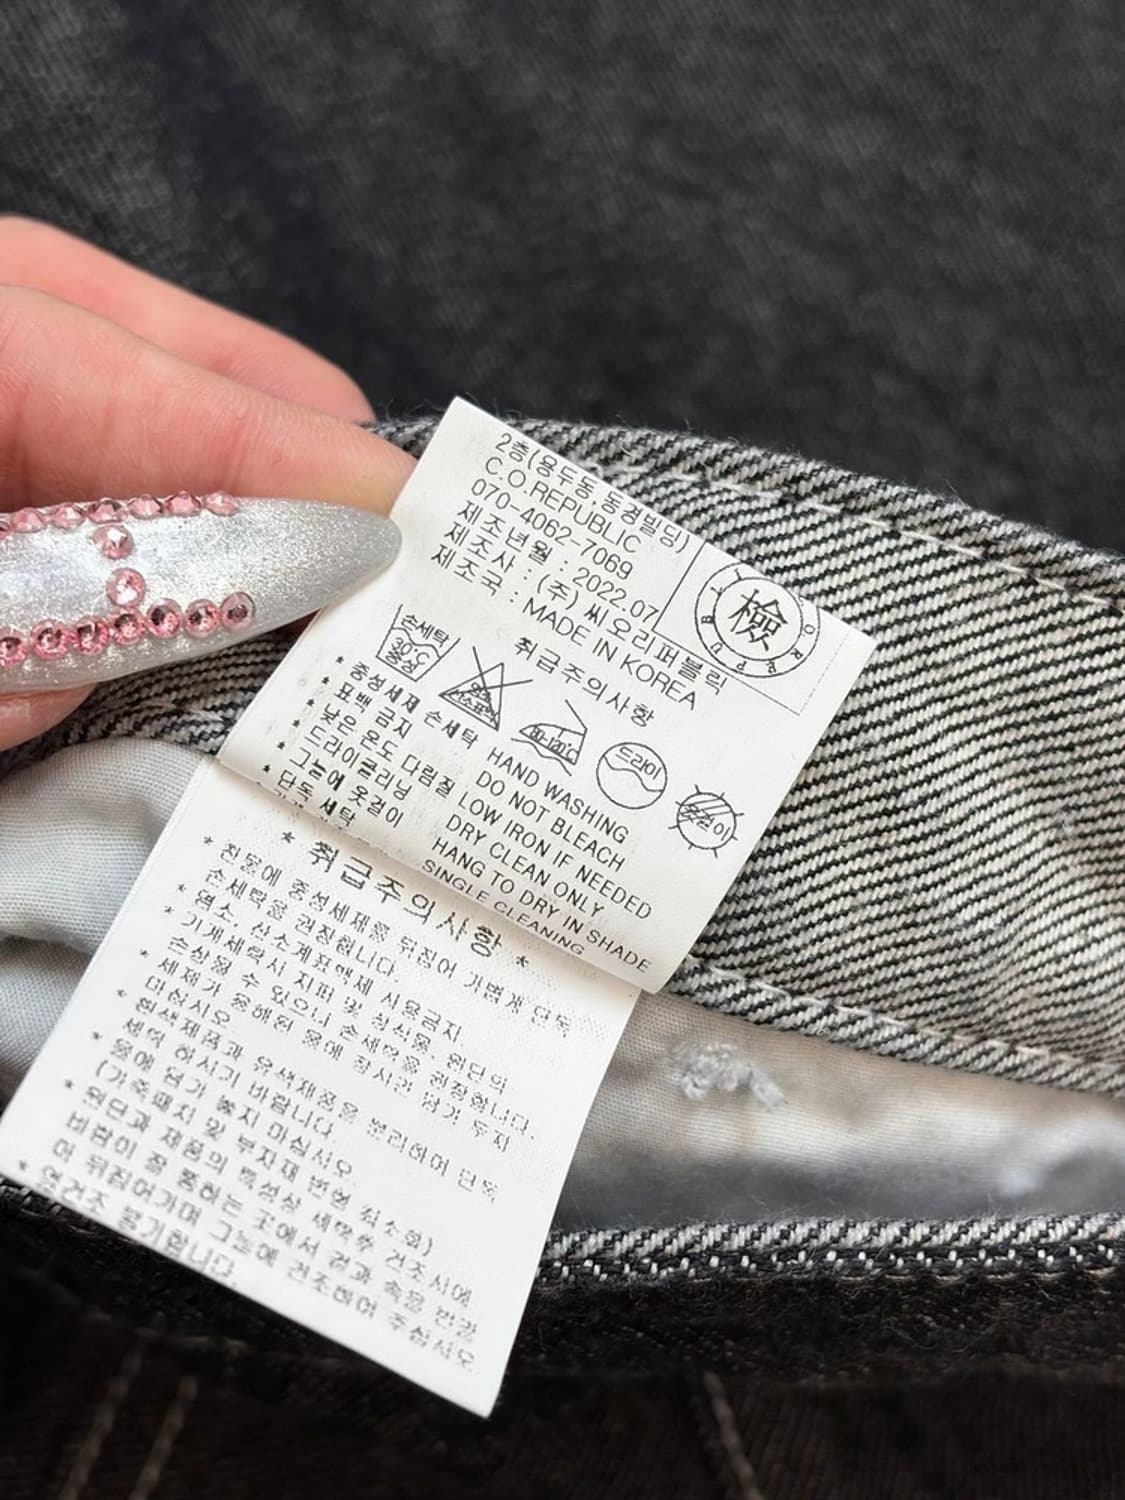 2층(용두동,동경빌딩)
C.O.REPUBLIC
070-4062-7069
제조년월 : 2022.07
제조사 : (주)씨오리퍼블릭
제조국 : MADE IN KOREA
檢
REPUB
취급주의사항
손세탁
30°C
중성
드라이
옷걸이
* 중성세제 손세탁 HAND WASHING
* 표백 금지 DO NOT BLEACH
* 낮은 온도 다림질 LOW IRON IF NEEDED
* 드라이클리닝 DRY CLEAN ONLY
* 그늘에 옷걸이 HANG TO DRY IN SHADE
* 단독 세탁 SINGLE CLEANING
* 취급주의사항 *
* 찬물에 중성세제를 뒤집어 가볍게 단독
손세탁을 권장합니다.
* 염소, 산소계표백제 사용금지
* 기계세탁시 지퍼 및 장식물, 원단의
손상될 수 있으니 손세탁을 권장합니다.
* 세제가 용해된 물에 장시간 담가 두지
마십시오.
* 흰색제품과 유색제품을 분리하여 단독
세탁 하시기 바랍니다.
* 물에 담가 놓지 마십시오.
(가죽패치 및 부자재 변형 최소화)
* 원단과 제품의 특성상 세탁후 건조시에
바람이 잘 통하는 곳에서 겉과 속을 번갈
아 뒤집어가며 그늘에 건조하여 주십시오.
* 열건조 불가합니다.